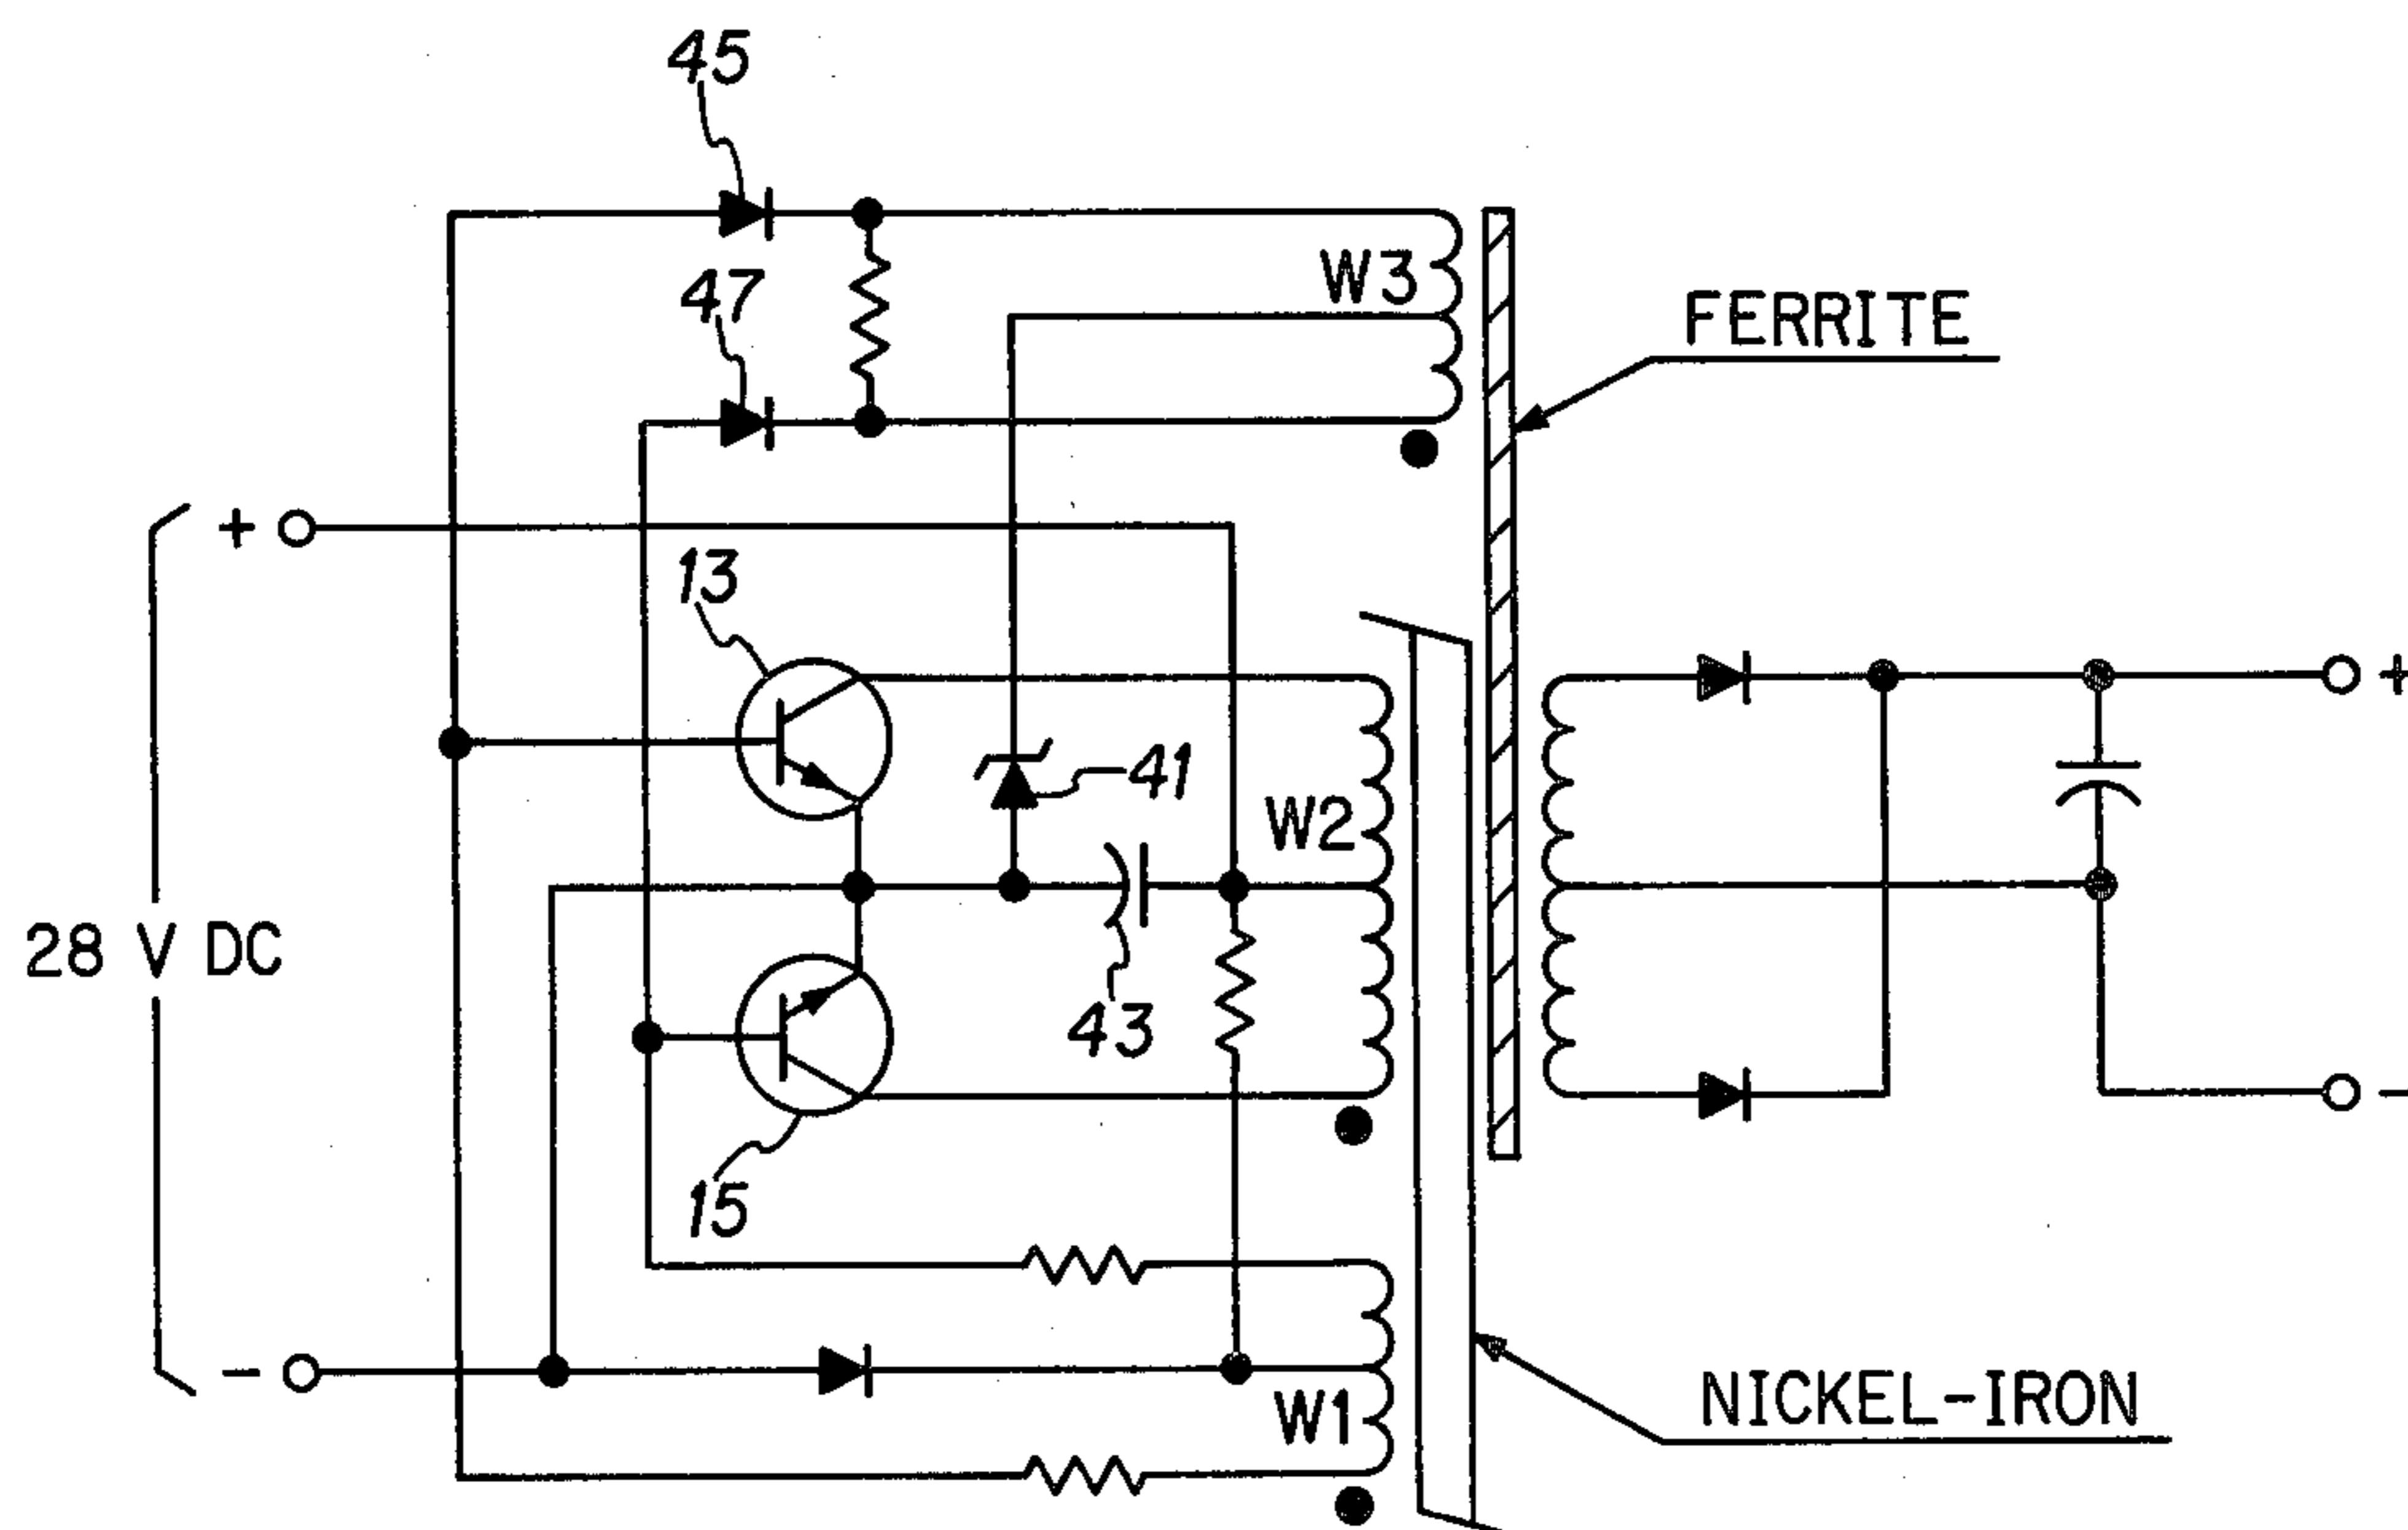 45
W3
47
FERRITE
+
13
+
41
W2
28 V DC
43
-
15
-
NICKEL-IRON
W1